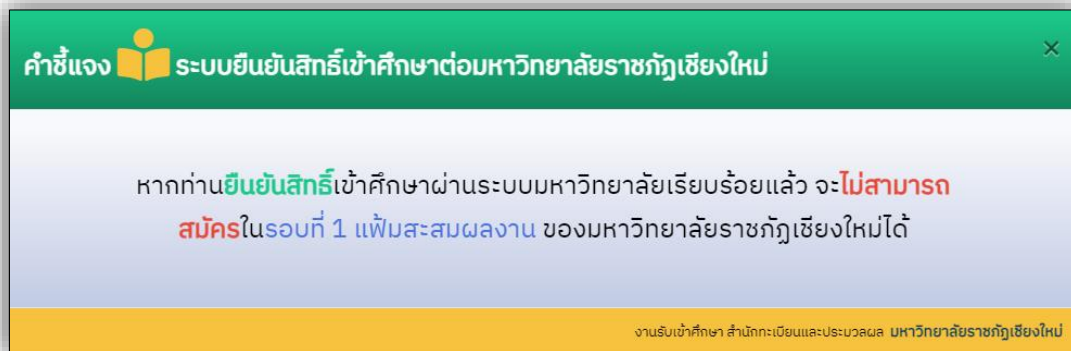 คำชี้แจง ระบบยืนยันสิทธิ์เข้าศึกษาต่อมหาวิทยาลัยราชภัฏเชียงใหม่
×
หากท่านยืนยันสิทธิ์เข้าศึกษาผ่านระบบมหาวิทยาลัยเรียบร้อยแล้ว จะไม่สามารถ
สมัครในรอบที่ 1 แฟ้มสะสมผลงาน ของมหาวิทยาลัยราชภัฏเชียงใหม่ได้
งานรับเข้าศึกษา สำนักทะเบียนและประมวลผล มหาวิทยาลัยราชภัฏเชียงใหม่